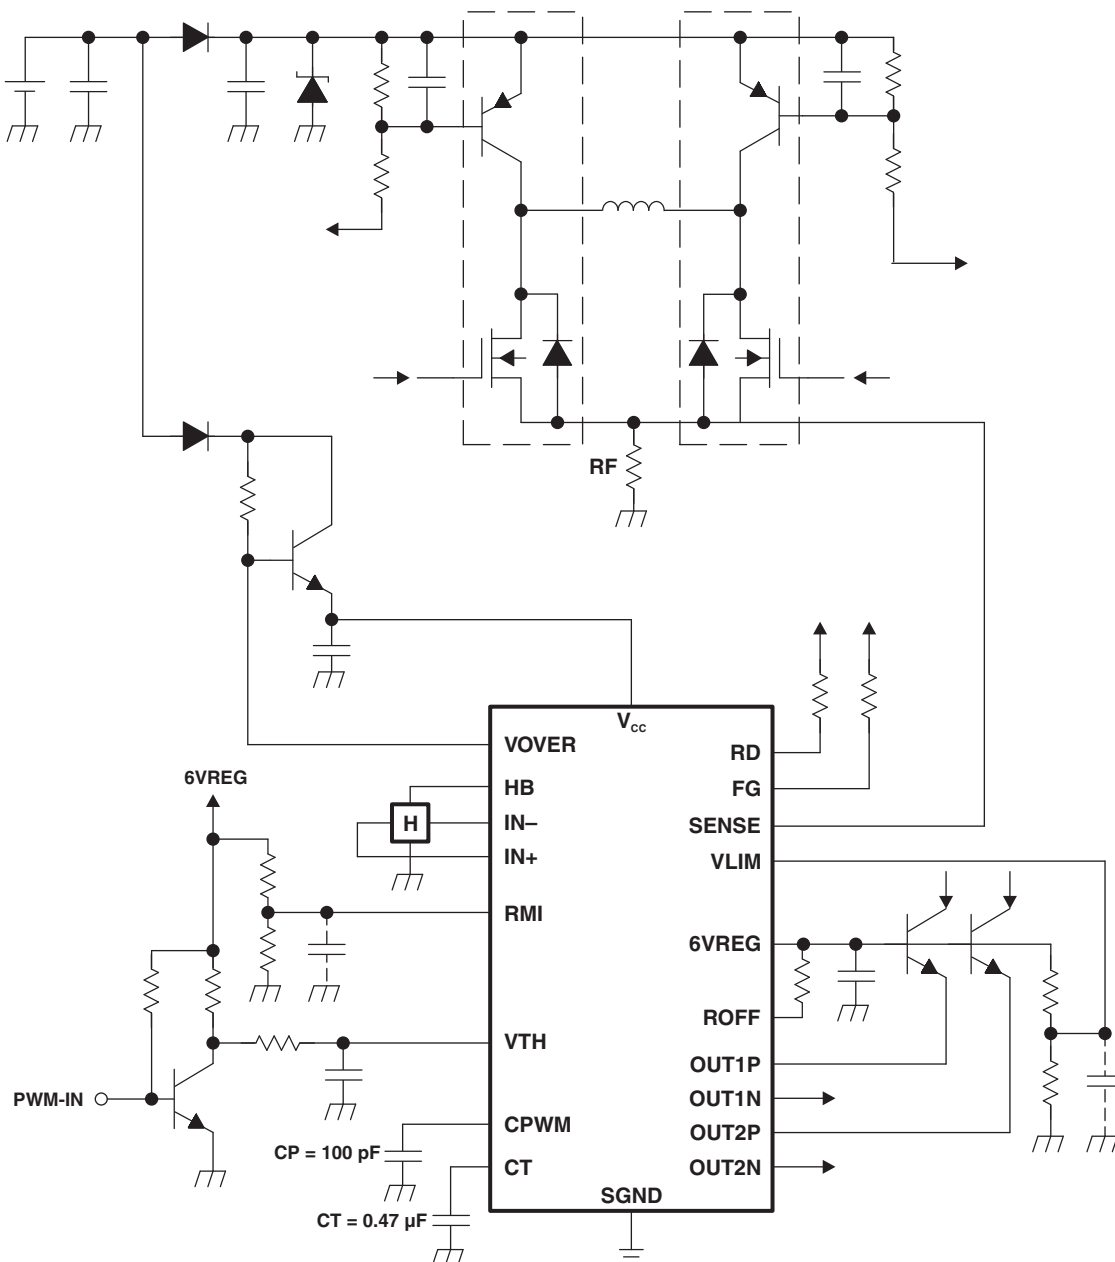 RF
V_CC
VOVER
RD
6VREG
HB
FG
H
IN–
SENSE
IN+
VLIM
RMI
6VREG
ROFF
VTH
OUT1P
PWM-IN
OUT1N
CPWM
OUT2P
CP = 100 pF
CT
OUT2N
SGND
CT = 0.47 µF